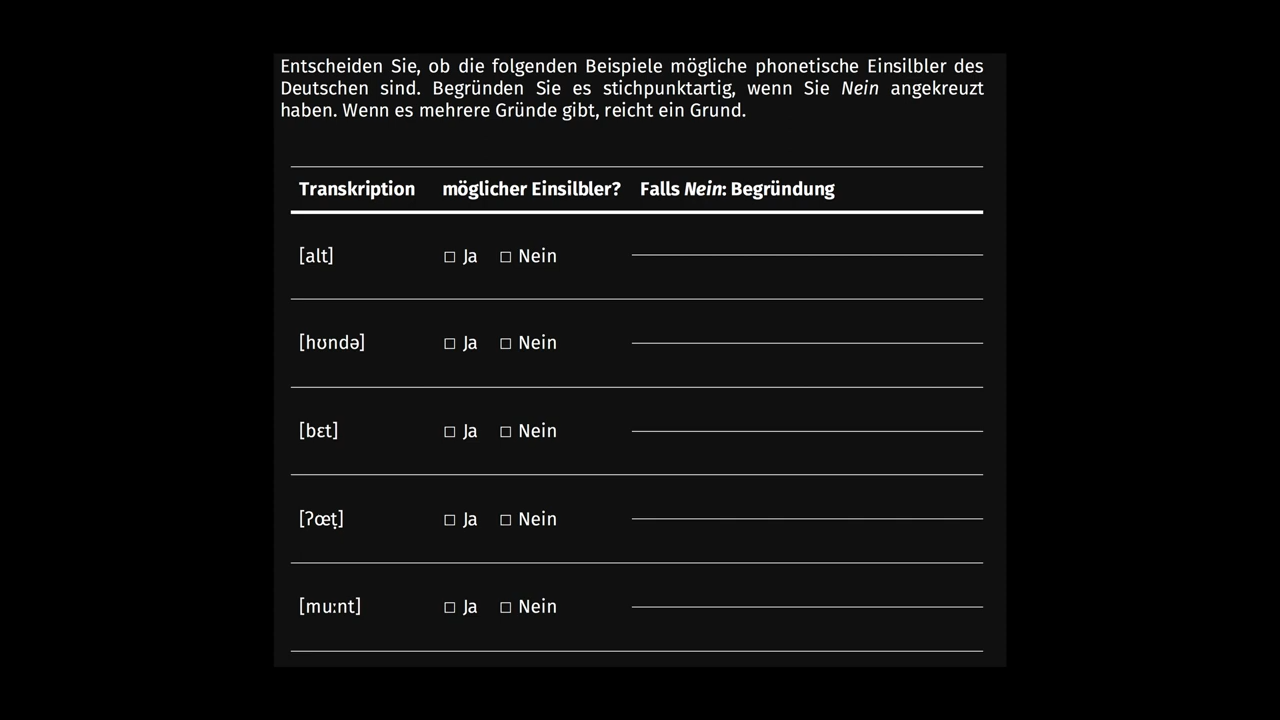 Entscheiden Sie, ob die folgenden Beispiele mögliche phonetische Einsilbler des
Deutschen sind. Begründen Sie es stichpunktartig, wenn Sie Nein angekreuzt
haben. Wenn es mehrere Gründe gibt, reicht ein Grund.
Transkription möglicher Einsilbler? Falls Nein: Begründung
[alt] □ Ja □ Nein
[hʊndə] □ Ja □ Nein
[bɛt] □ Ja □ Nein
[ʔœṭ] □ Ja □ Nein
[muːnt] □ Ja □ Nein